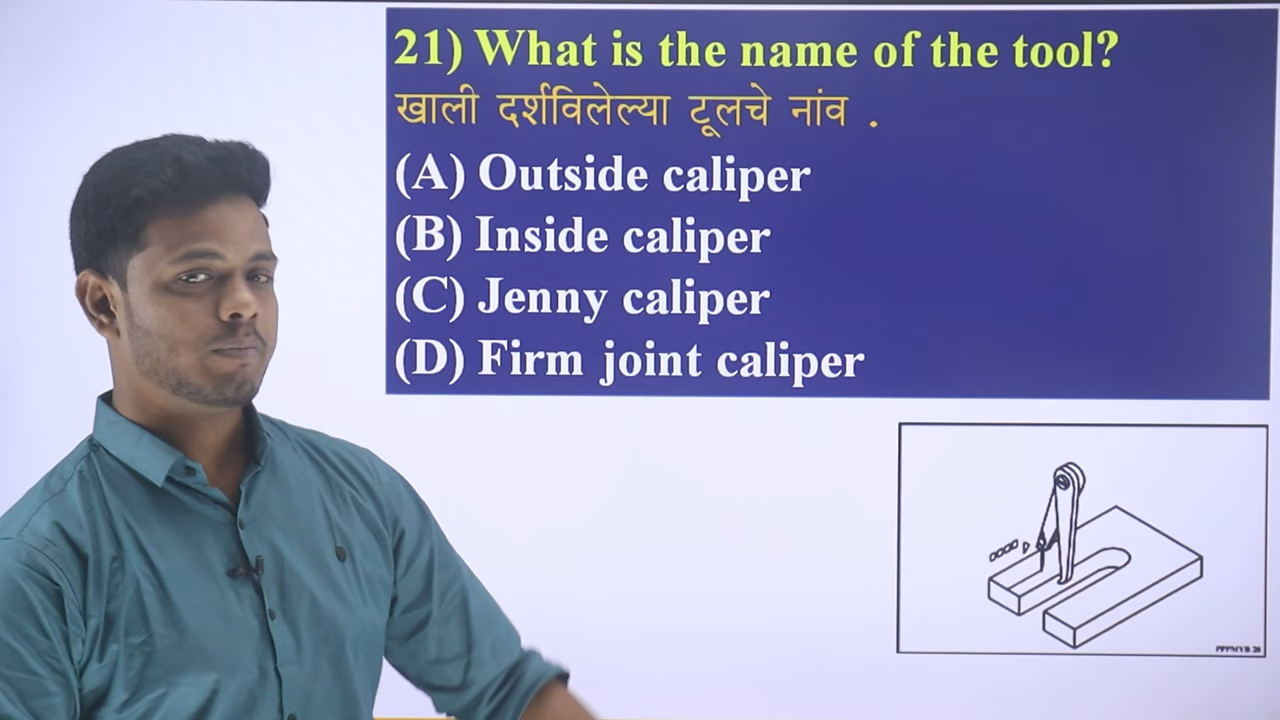 21) What is the name of the tool?
खाली दर्शविलेल्या टूलचे नांव .
(A) Outside caliper
(B) Inside caliper
(C) Jenny caliper
(D) Firm joint caliper